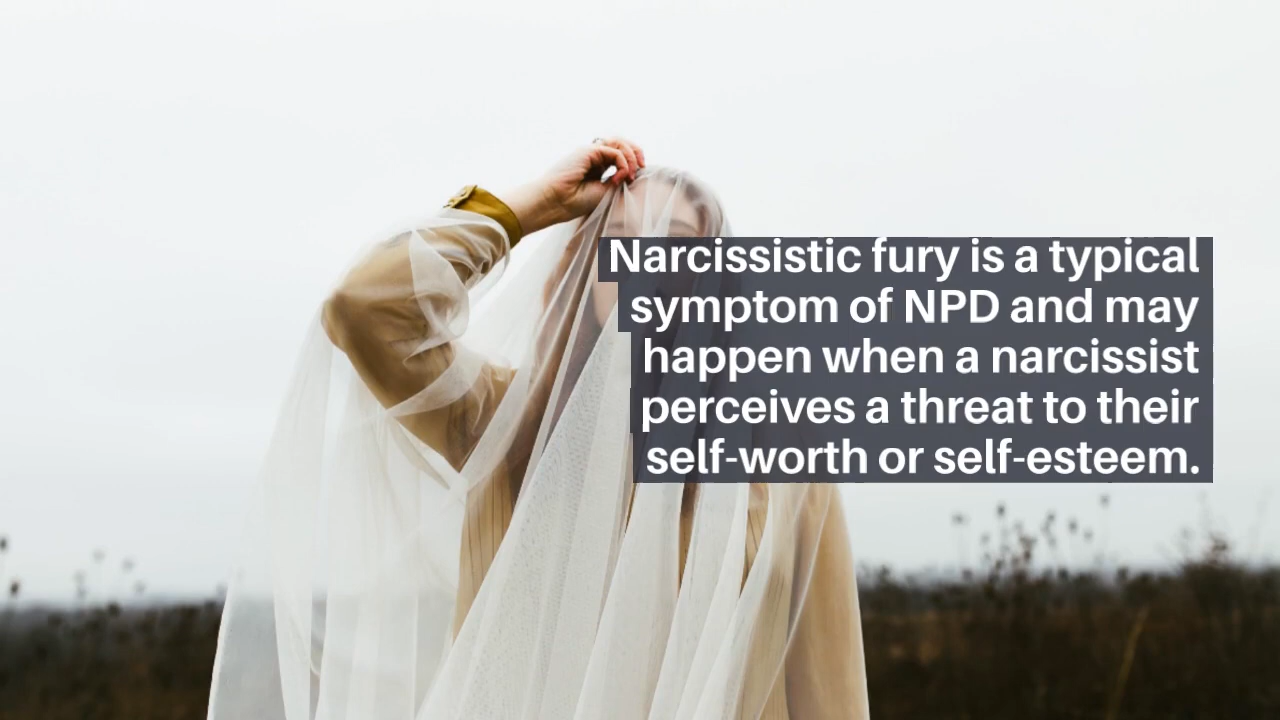 Narcissistic fury is a typical
symptom of NPD and may
happen when a narcissist
perceives a threat to their
self-worth or self-esteem.